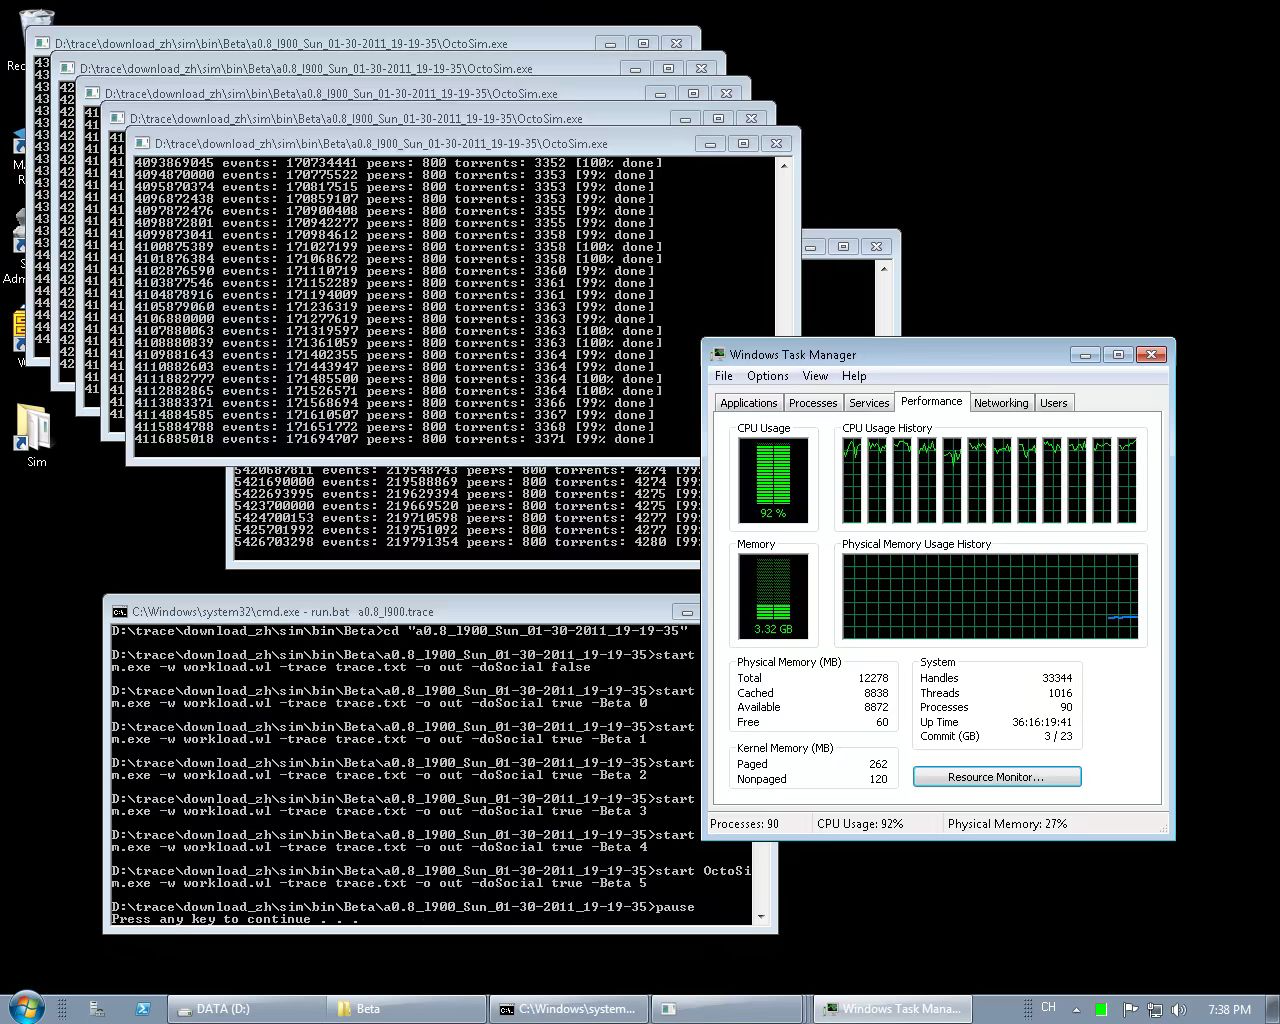 D:\trace\download_zh\sim\bin\Beta\a0.8_l900_Sun_01-30-2011_19-19-35\OctoSim.exe
D:\trace\download_zh\sim\bin\Beta\a0.8_l900_Sun_01-30-2011_19-19-35\OctoSim.exe
D:\trace\download_zh\sim\bin\Beta\a0.8_l900_Sun_01-30-2011_19-19-35\OctoSim.exe
D:\trace\download_zh\sim\bin\Beta\a0.8_l900_Sun_01-30-2011_19-19-35\OctoSim.exe
D:\trace\download_zh\sim\bin\Beta\a0.8_l900_Sun_01-30-2011_19-19-35\OctoSim.exe
4093869045 events: 170734441 peers: 800 torrents: 3352 [100% done]
4094870000 events: 170775522 peers: 800 torrents: 3353 [99% done]
4095870374 events: 170817515 peers: 800 torrents: 3353 [99% done]
4096872438 events: 170859107 peers: 800 torrents: 3353 [99% done]
4097872476 events: 170900408 peers: 800 torrents: 3355 [99% done]
4098872801 events: 170942277 peers: 800 torrents: 3355 [99% done]
4099873041 events: 170984612 peers: 800 torrents: 3358 [99% done]
4100875389 events: 171027199 peers: 800 torrents: 3358 [100% done]
4101876384 events: 171068672 peers: 800 torrents: 3358 [100% done]
4102876590 events: 171110719 peers: 800 torrents: 3360 [99% done]
4103877546 events: 171152289 peers: 800 torrents: 3361 [99% done]
4104878916 events: 171194009 peers: 800 torrents: 3361 [99% done]
4105879060 events: 171236319 peers: 800 torrents: 3361 [99% done]
4106880000 events: 171277619 peers: 800 torrents: 3362 [99% done]
4107880063 events: 171319597 peers: 800 torrents: 3363 [100% done]
4108880839 events: 171361059 peers: 800 torrents: 3363 [100% done]
4109881643 events: 171402355 peers: 800 torrents: 3364 [99% done]
4110882603 events: 171443947 peers: 800 torrents: 3364 [99% done]
4111882777 events: 171485500 peers: 800 torrents: 3364 [100% done]
4112882865 events: 171526571 peers: 800 torrents: 3364 [100% done]
4113883371 events: 171568694 peers: 800 torrents: 3366 [99% done]
4114884585 events: 171610507 peers: 800 torrents: 3367 [99% done]
4115884788 events: 171651772 peers: 800 torrents: 3368 [99% done]
4116885018 events: 171694707 peers: 800 torrents: 3371 [99% done]
5420687811 events: 219548743 peers: 800 torrents: 4274 [99:
5421690000 events: 219588869 peers: 800 torrents: 4274 [99:
5422693995 events: 219629394 peers: 800 torrents: 4275 [99:
5423700000 events: 219669520 peers: 800 torrents: 4275 [99:
5424700153 events: 219710598 peers: 800 torrents: 4277 [99:
5425701992 events: 219751092 peers: 800 torrents: 4277 [99:
5426703298 events: 219791354 peers: 800 torrents: 4280 [99:
Sim
C:\Windows\system32\cmd.exe - run.bat a0.8_l900.trace
D:\trace\download_zh\sim\bin\Beta>cd "a0.8_l900_Sun_01-30-2011_19-19-35"
D:\trace\download_zh\sim\bin\Beta\a0.8_l900_Sun_01-30-2011_19-19-35>start
m.exe -w workload.wl -trace trace.txt -o out -doSocial false
D:\trace\download_zh\sim\bin\Beta\a0.8_l900_Sun_01-30-2011_19-19-35>start
m.exe -w workload.wl -trace trace.txt -o out -doSocial true -Beta 0
D:\trace\download_zh\sim\bin\Beta\a0.8_l900_Sun_01-30-2011_19-19-35>start
m.exe -w workload.wl -trace trace.txt -o out -doSocial true -Beta 1
D:\trace\download_zh\sim\bin\Beta\a0.8_l900_Sun_01-30-2011_19-19-35>start
m.exe -w workload.wl -trace trace.txt -o out -doSocial true -Beta 2
D:\trace\download_zh\sim\bin\Beta\a0.8_l900_Sun_01-30-2011_19-19-35>start
m.exe -w workload.wl -trace trace.txt -o out -doSocial true -Beta 3
D:\trace\download_zh\sim\bin\Beta\a0.8_l900_Sun_01-30-2011_19-19-35>start
m.exe -w workload.wl -trace trace.txt -o out -doSocial true -Beta 4
D:\trace\download_zh\sim\bin\Beta\a0.8_l900_Sun_01-30-2011_19-19-35>start OctoSi
m.exe -w workload.wl -trace trace.txt -o out -doSocial true -Beta 5
D:\trace\download_zh\sim\bin\Beta\a0.8_l900_Sun_01-30-2011_19-19-35>pause
Press any key to continue . . .
Windows Task Manager
File Options View Help
Applications Processes Services Performance Networking Users
CPU Usage CPU Usage History
92 %
Memory Physical Memory Usage History
3.32 GB
Physical Memory (MB)
Total 12278
Cached 8838
Available 8872
Free 60
Kernel Memory (MB)
Paged 262
Nonpaged 120
System
Handles 33344
Threads 1016
Processes 90
Up Time 36:16:19:41
Commit (GB) 3 / 23
Resource Monitor...
Processes: 90 CPU Usage: 92% Physical Memory: 27%
DATA (D:) Beta C:\Windows\system... Windows Task Mana... CH 7:38 PM